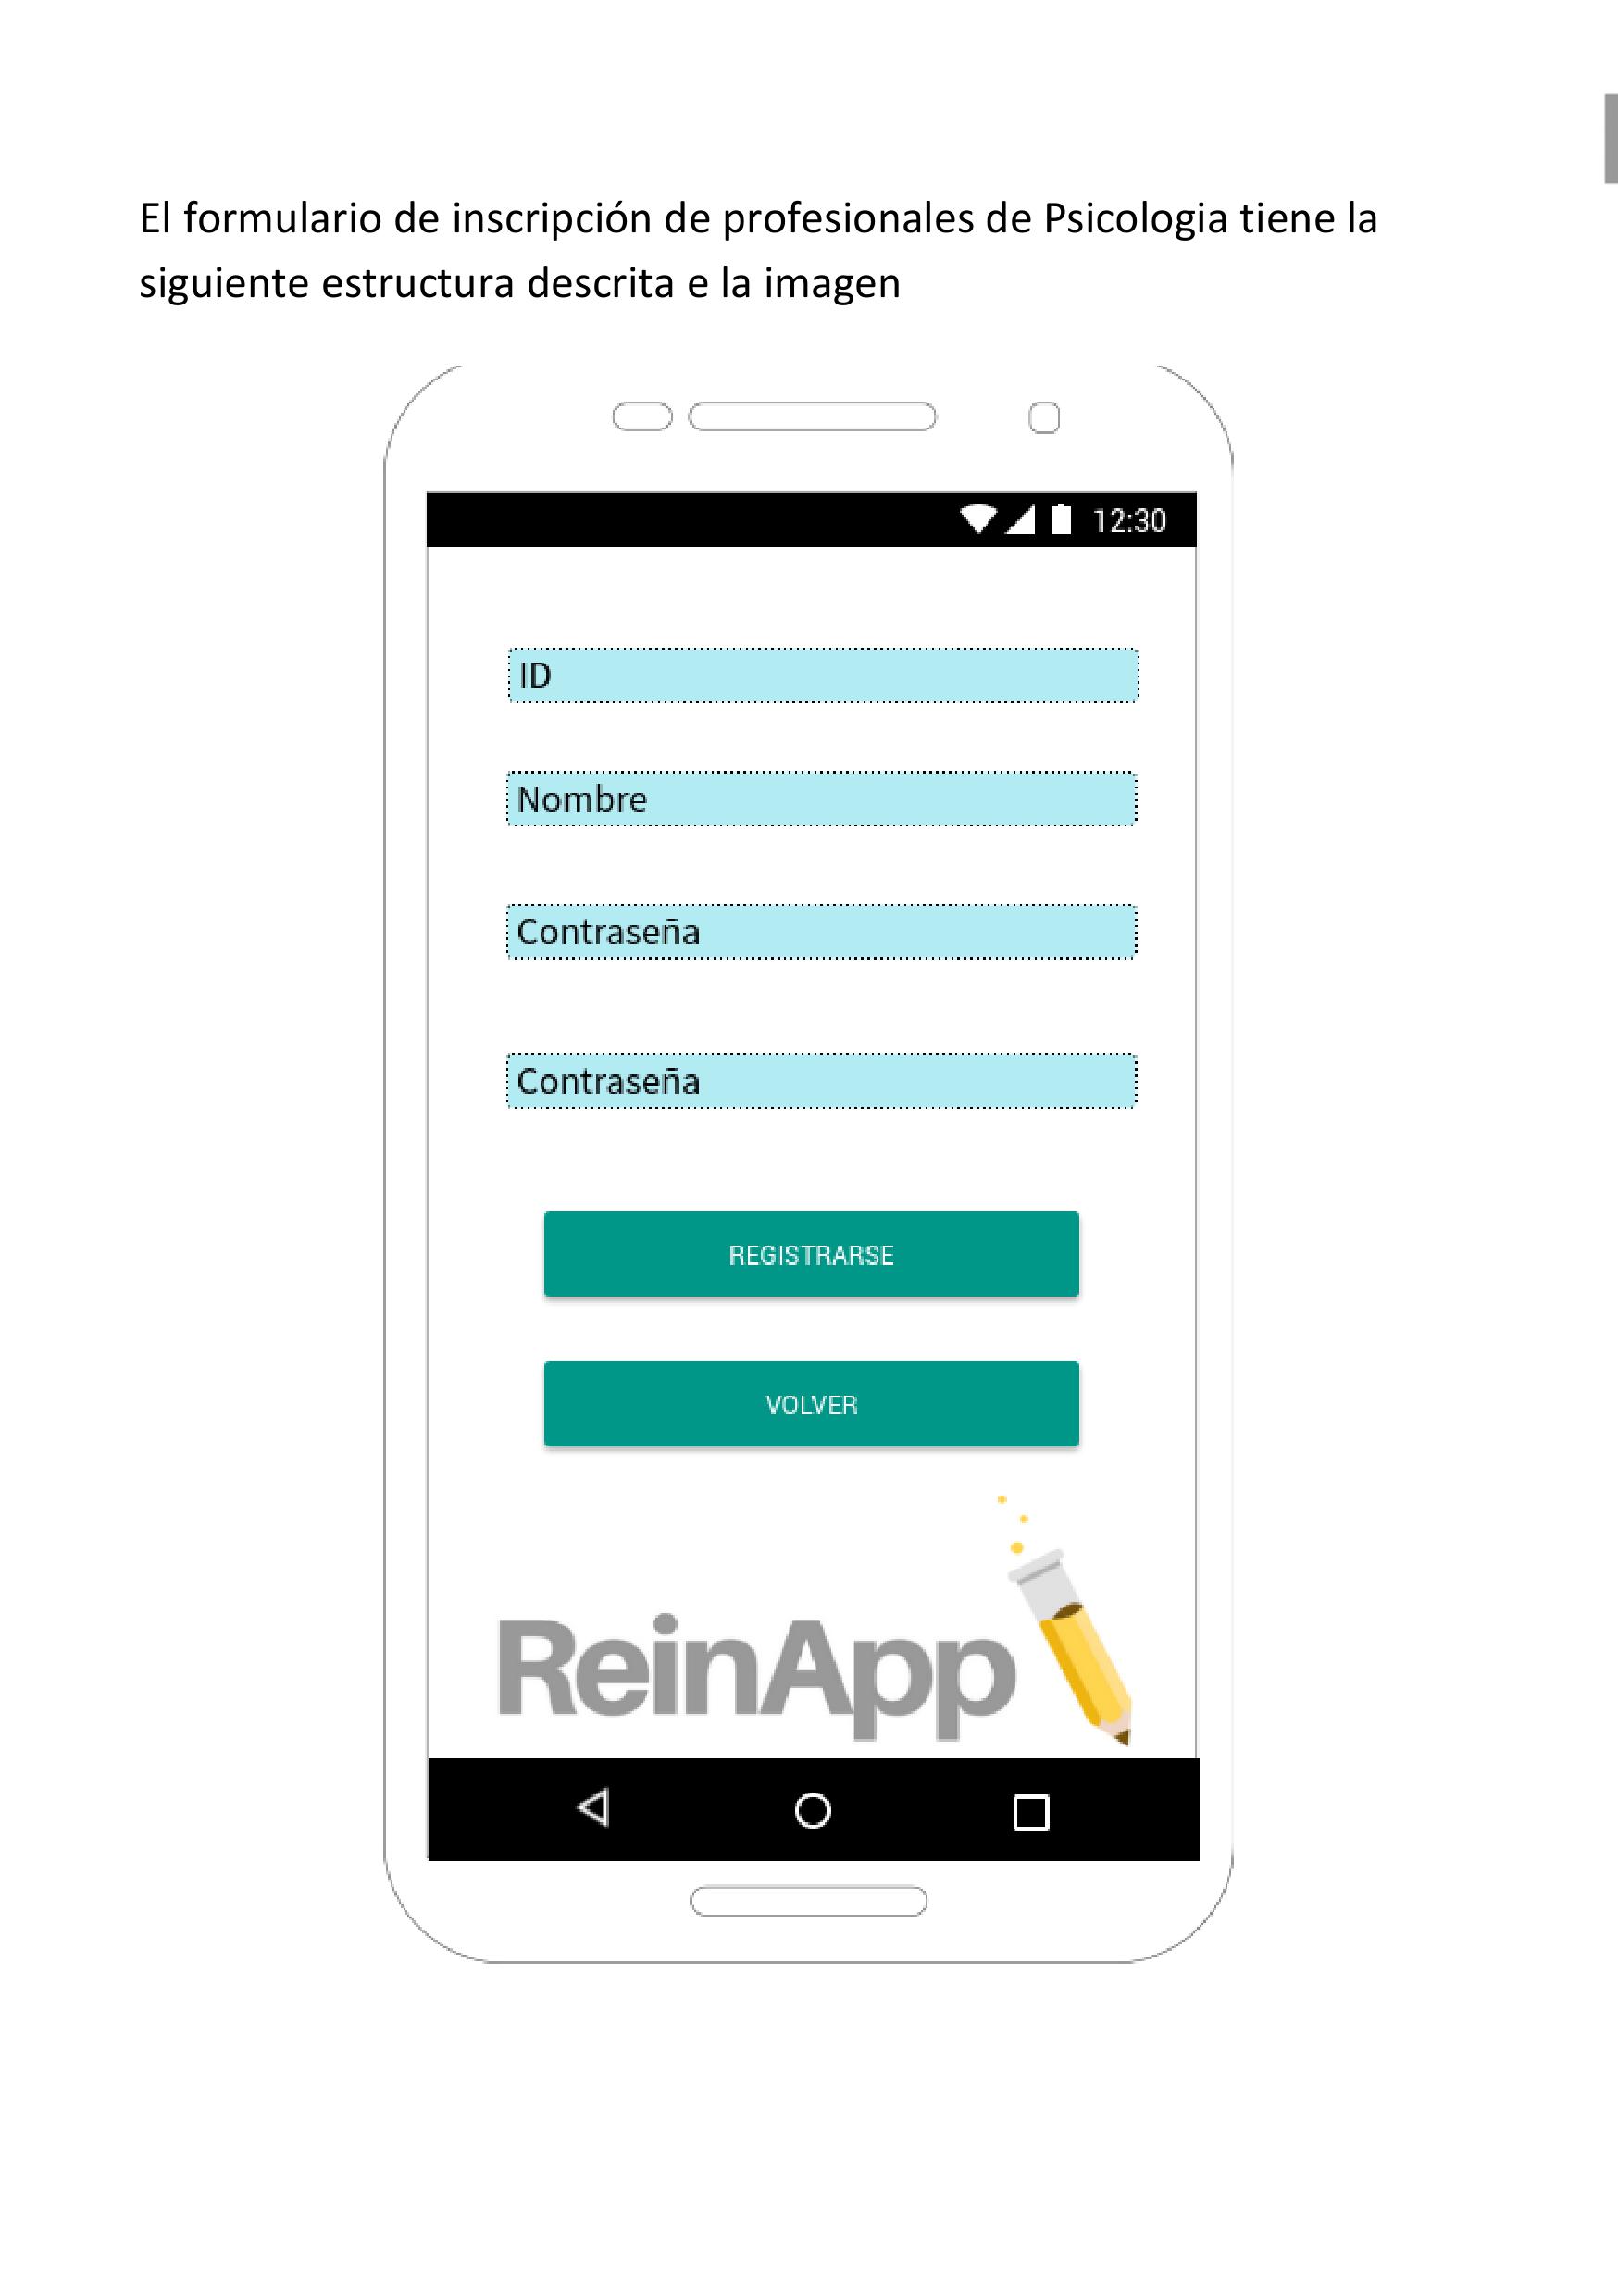 El formulario de inscripción de profesionales de Psicologia tiene la
siguiente estructura descrita e la imagen
12:30
ID
Nombre
Contraseña
Contraseña
REGISTRARSE
VOLVER
ReinApp